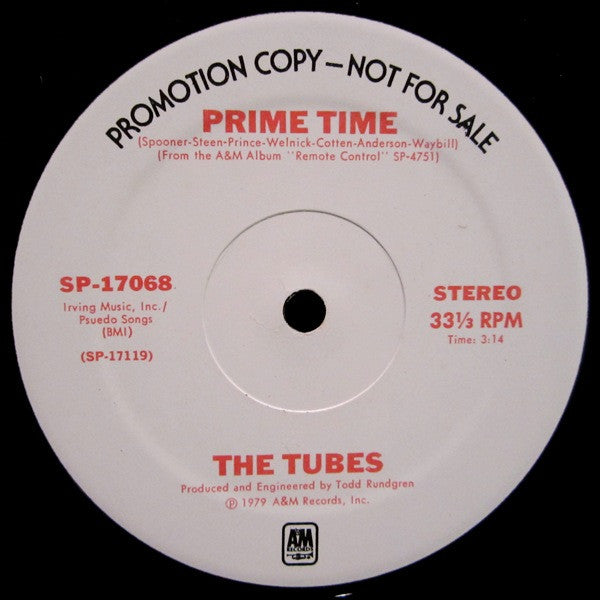 PROMOTION COPY—NOT FOR SALE
PRIME TIME
(Spooner-Steen-Prince-Welnick-Cotten-Anderson-Waybill)
(From the A&M Album "Remote Control" SP-4751)
SP-17068
Irving Music, Inc./
Psuedo Songs
(BMI)
(SP-17119)
STEREO
33⅓ RPM
Time: 3:14
THE TUBES
Produced and Engineered by Todd Rundgren
℗ 1979 A&M Records, Inc.
A&M
RECORDS